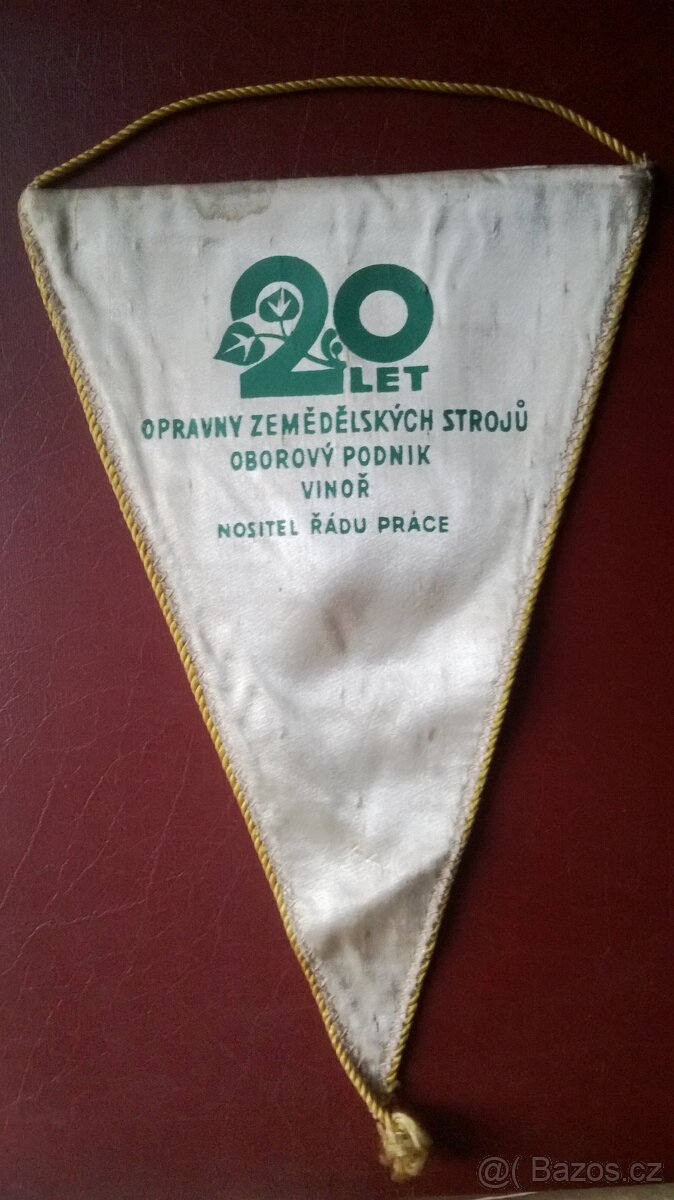 20
LET
OPRAVNY ZEMĚDĚLSKÝCH STROJŮ
OBOROVÝ PODNIK
VINOŘ
NOSITEL ŘÁDU PRÁCE
@( Bazos.cz